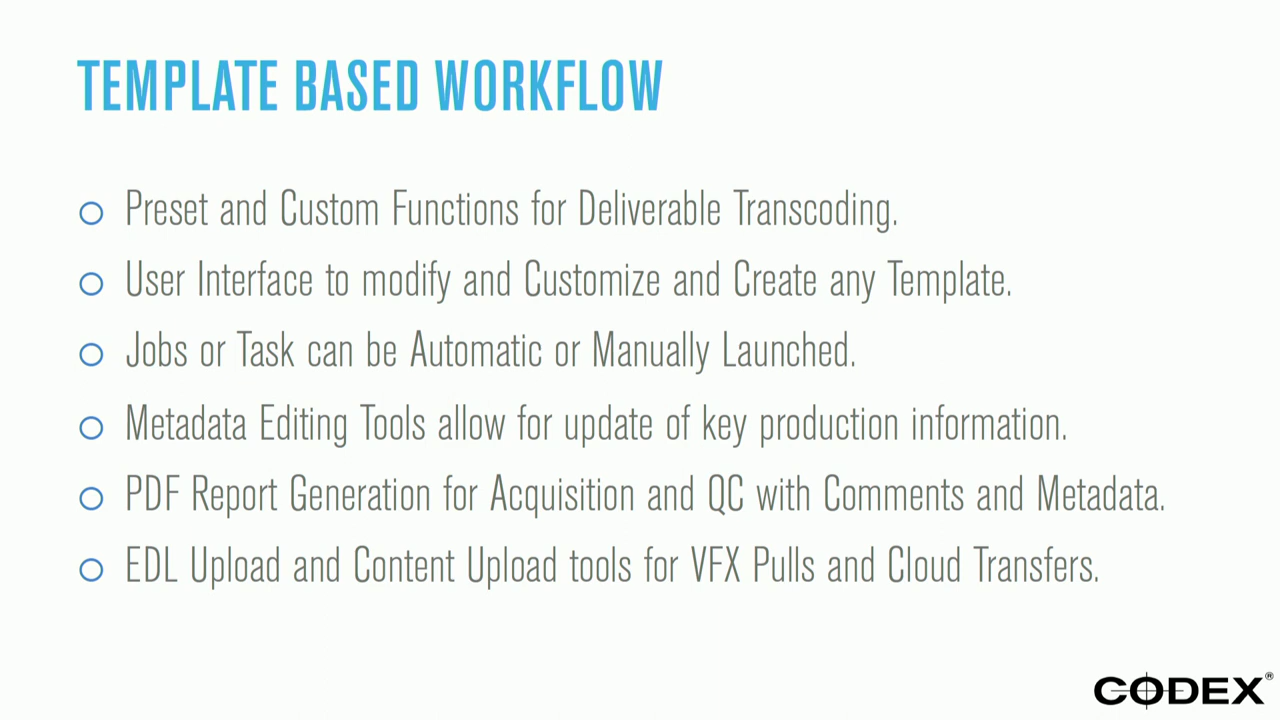 TEMPLATE BASED WORKFLOW
Preset and Custom Functions for Deliverable Transcoding.
User Interface to modify and Customize and Create any Template.
Jobs or Task can be Automatic or Manually Launched.
Metadata Editing Tools allow for update of key production information.
PDF Report Generation for Acquisition and QC with Comments and Metadata.
EDL Upload and Content Upload tools for VFX Pulls and Cloud Transfers.
CODEX®